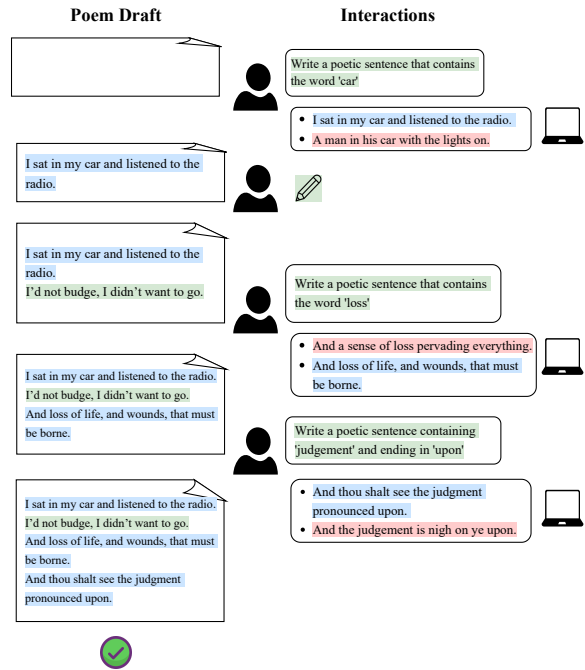 Poem Draft
Interactions
Write a poetic sentence that contains
the word 'car'
• I sat in my car and listened to the radio.
• A man in his car with the lights on.
I sat in my car and listened to the
radio.
I sat in my car and listened to the
radio.
I'd not budge, I didn't want to go.
Write a poetic sentence that contains
the word 'loss'
• And a sense of loss pervading everything.
• And loss of life, and wounds, that must
be borne.
I sat in my car and listened to the radio.
I'd not budge, I didn't want to go.
And loss of life, and wounds, that must
be borne.
Write a poetic sentence containing
'judgement' and ending in 'upon'
• And thou shalt see the judgment
pronounced upon.
• And the judgement is nigh on ye upon.
I sat in my car and listened to the radio.
I'd not budge, I didn't want to go.
And loss of life, and wounds, that must
be borne.
And thou shalt see the judgment
pronounced upon.